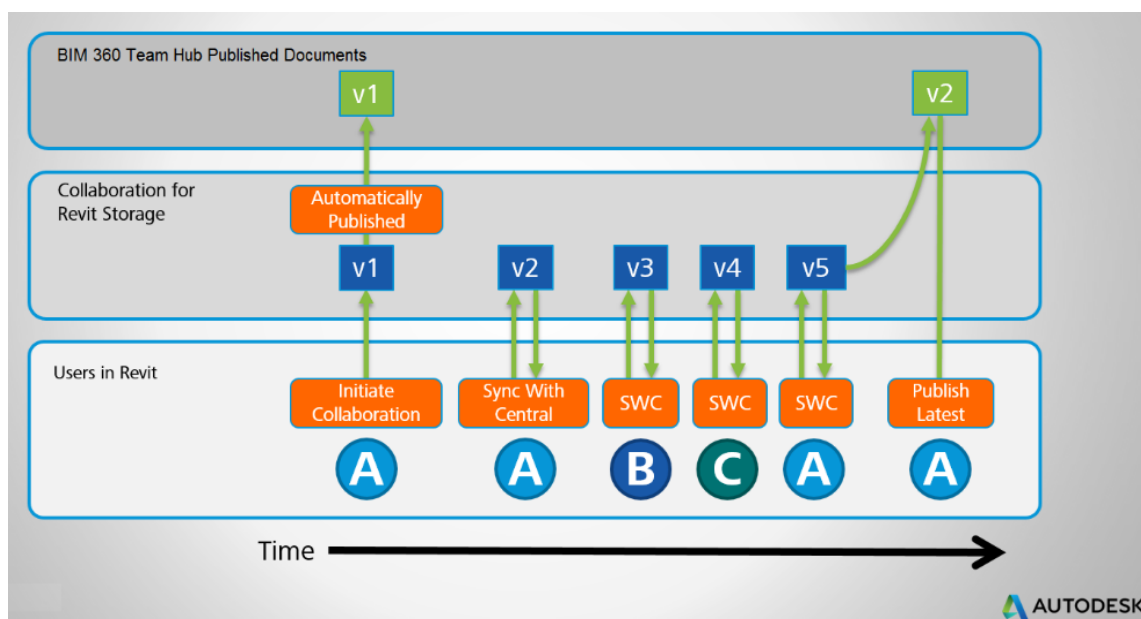 BIM 360 Team Hub Published Documents
v1
v2
Collaboration for
Revit Storage
Automatically
Published
v1
v2
v3
v4
v5
Users in Revit
Initiate
Collaboration
Sync With
Central
SWC
SWC
SWC
Publish
Latest
A
A
B
C
A
A
Time
AUTODESK